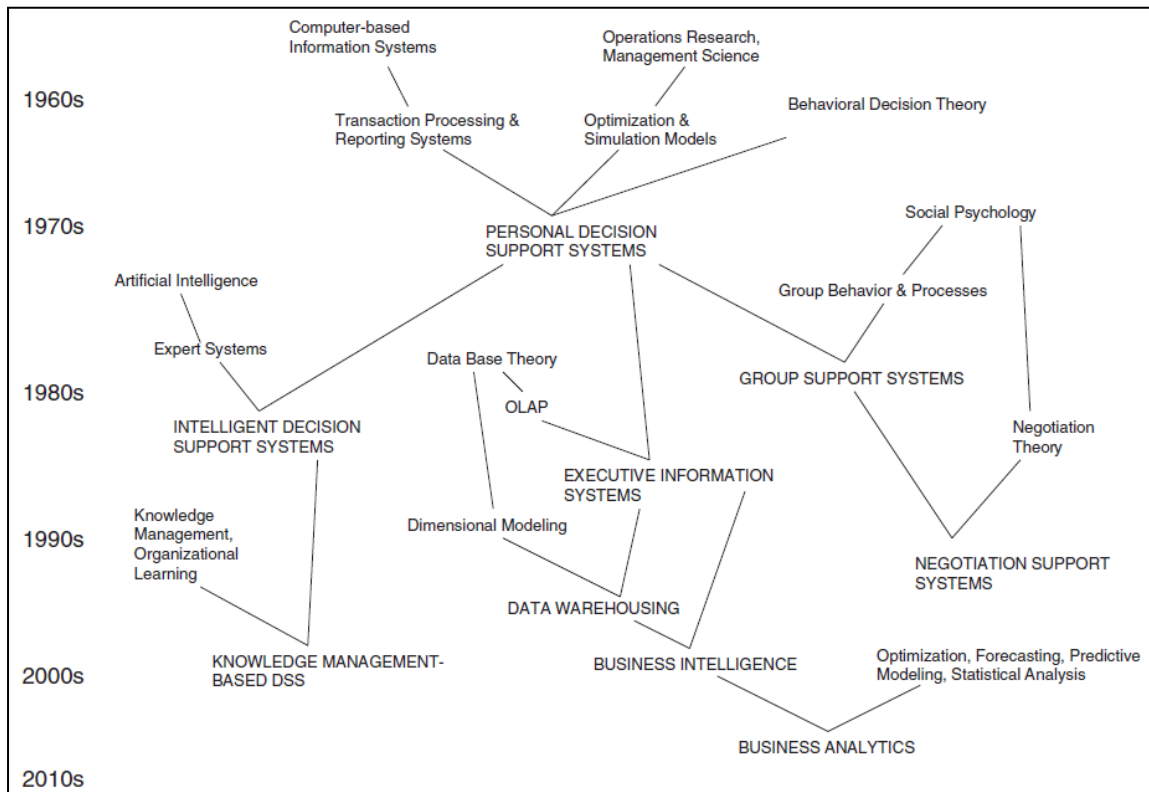 Computer-based
Information Systems
Operations Research,
Management Science
1960s
Behavioral Decision Theory
Transaction Processing &
Reporting Systems
Optimization &
Simulation Models
Social Psychology
1970s
PERSONAL DECISION
SUPPORT SYSTEMS
Artificial Intelligence
Group Behavior & Processes
Expert Systems
Data Base Theory
GROUP SUPPORT SYSTEMS
1980s
OLAP
INTELLIGENT DECISION
SUPPORT SYSTEMS
Negotiation
Theory
EXECUTIVE INFORMATION
SYSTEMS
Knowledge
Management,
Organizational
Learning
Dimensional Modeling
1990s
NEGOTIATION SUPPORT
SYSTEMS
DATA WAREHOUSING
KNOWLEDGE MANAGEMENT-
BASED DSS
BUSINESS INTELLIGENCE
Optimization, Forecasting, Predictive
Modeling, Statistical Analysis
2000s
BUSINESS ANALYTICS
2010s